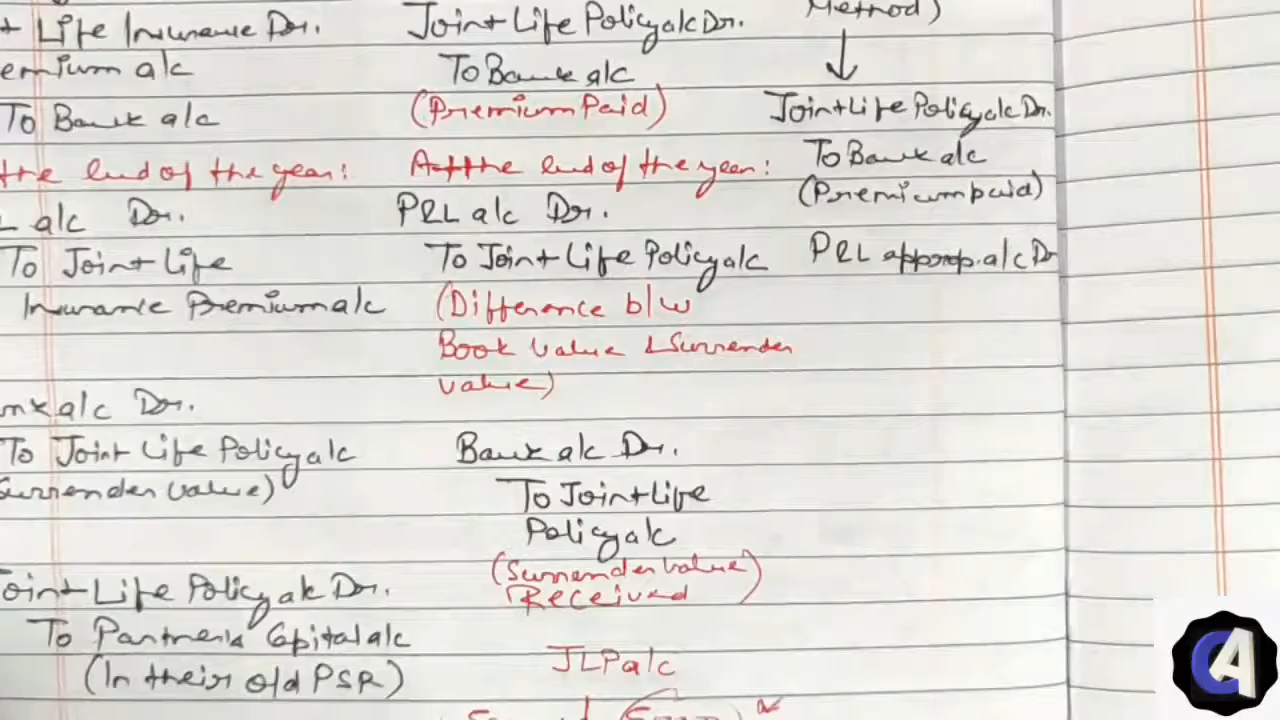 + Life Insurance Dr.
emium a/c
To Bank a/c
the end of the year:
L a/c Dr.
To Joint Life
Insurance Premium a/c
nk a/c Dr.
To Joint Life Policy a/c
Surrender Value)
oint Life Policy a/c Dr.
To Partner's Capital a/c
(In their old PSR)
Joint Life Policy a/c Dr.
To Bank a/c
(Premium Paid)
At the end of the year:
P&L a/c Dr.
To Joint Life Policy a/c
(Difference b/w
Book Value & Surrender
value)
Bank a/c Dr.
To Joint Life
Policy a/c
(Surrender Value)
Received
JLP a/c
Method)
Joint Life Policy a/c Dr.
To Bank a/c
(Premium paid)
P&L approp. a/c Dr
CA